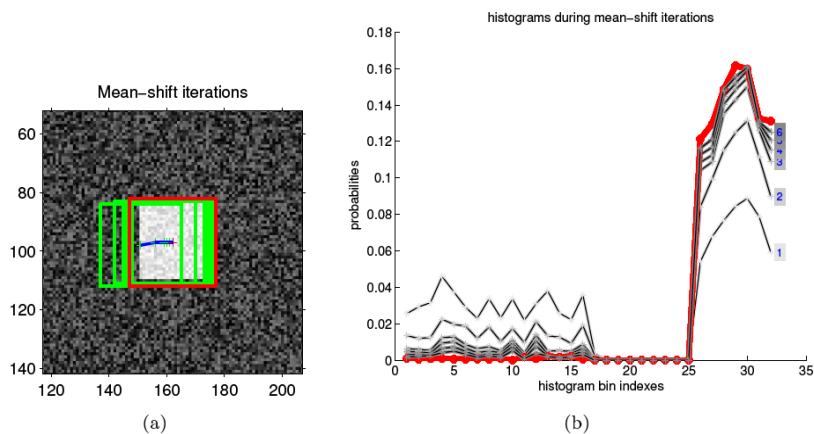 Mean-shift iterations
60
80
100
120
140
120 140 160 180 200
(a)
histograms during mean-shift iterations
0.18
0.16
0.14
0.12
0.1
0.08
0.06
0.04
0.02
0
probabilities
6
5
4
3
2
1
0 5 10 15 20 25 30 35
histogram bin indexes
(b)